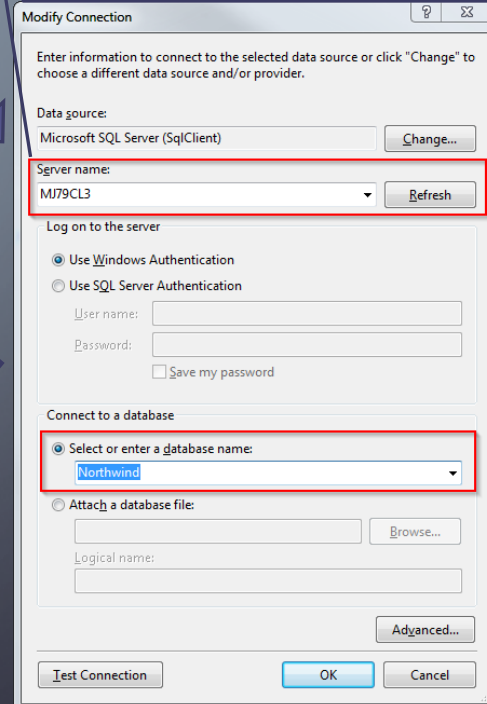 Modify Connection
Enter information to connect to the selected data source or click "Change" to
choose a different data source and/or provider.
Data source:
Microsoft SQL Server (SqlClient)
Change...
Server name:
MJ79CL3
Refresh
Log on to the server
Use Windows Authentication
Use SQL Server Authentication
User name:
Password:
Save my password
Connect to a database
Select or enter a database name:
Northwind
Attach a database file:
Browse...
Logical name:
Advanced...
Test Connection
OK
Cancel